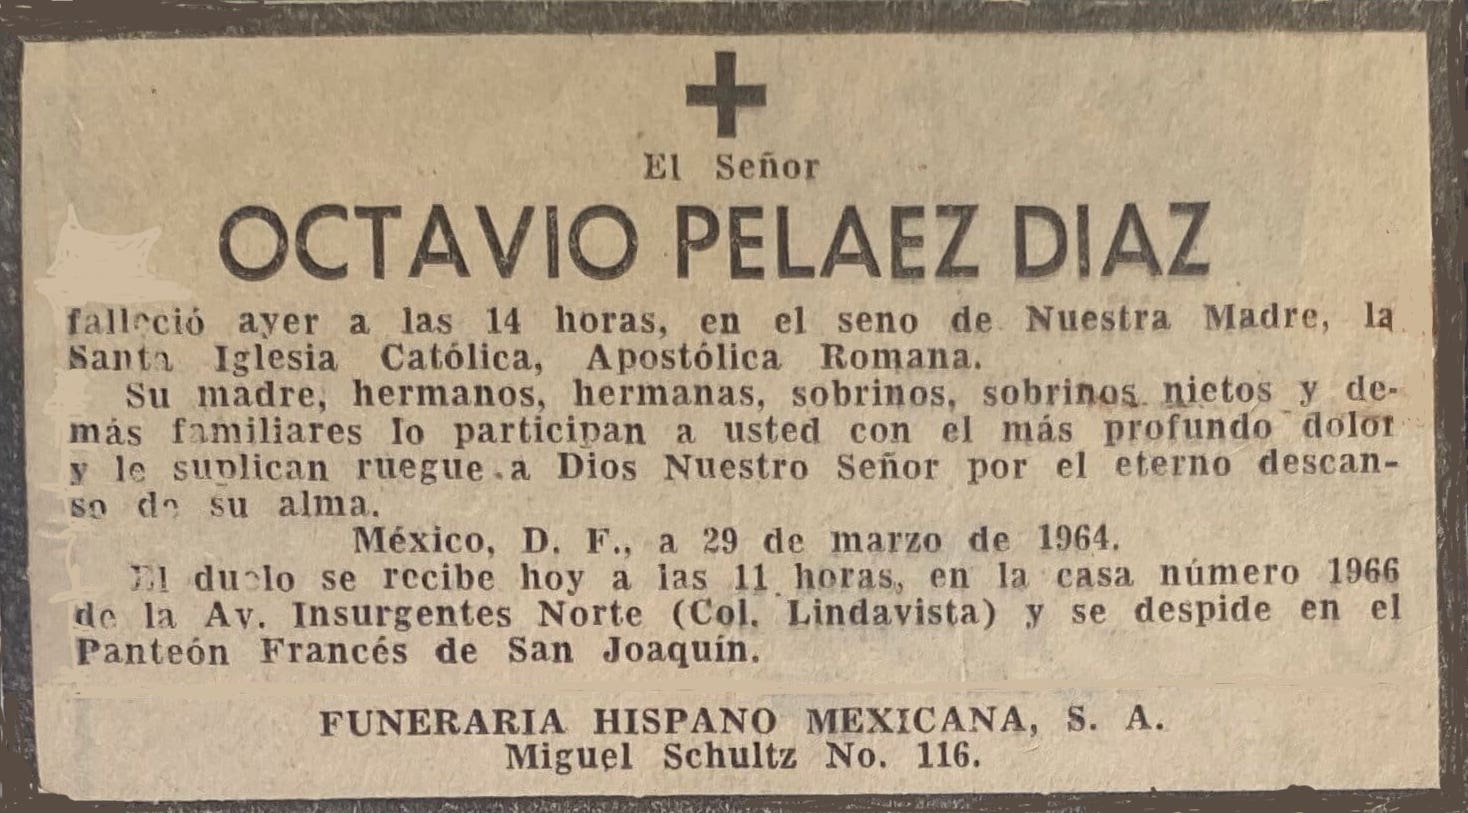 El Señor
OCTAVIO PELAEZ DIAZ
falleció ayer a las 14 horas, en el seno de Nuestra Madre, la
Santa Iglesia Católica, Apostólica Romana.
Su madre, hermanos, hermanas, sobrinos, sobrinos nietos y de-
más familiares lo participan a usted con el más profundo dolor
y le suplican ruegue a Dios Nuestro Señor por el eterno descan-
so de su alma.
México, D. F., a 29 de marzo de 1964.
El duelo se recibe hoy a las 11 horas, en la casa número 1966
de la Av. Insurgentes Norte (Col. Lindavista) y se despide en el
Panteón Francés de San Joaquín.
FUNERARIA HISPANO MEXICANA, S. A.
Miguel Schultz No. 116.